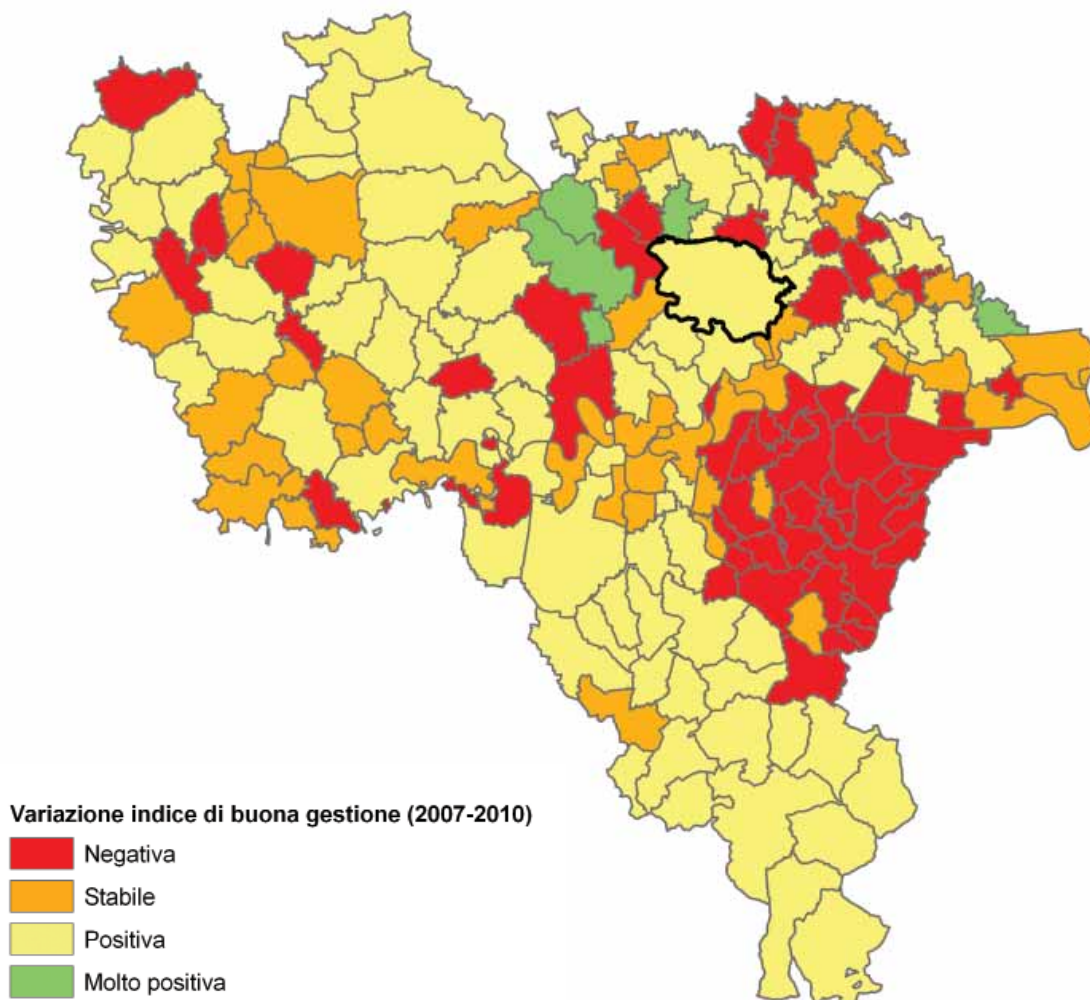 Variazione indice di buona gestione (2007-2010)
Negativa
Stabile
Positiva
Molto positiva